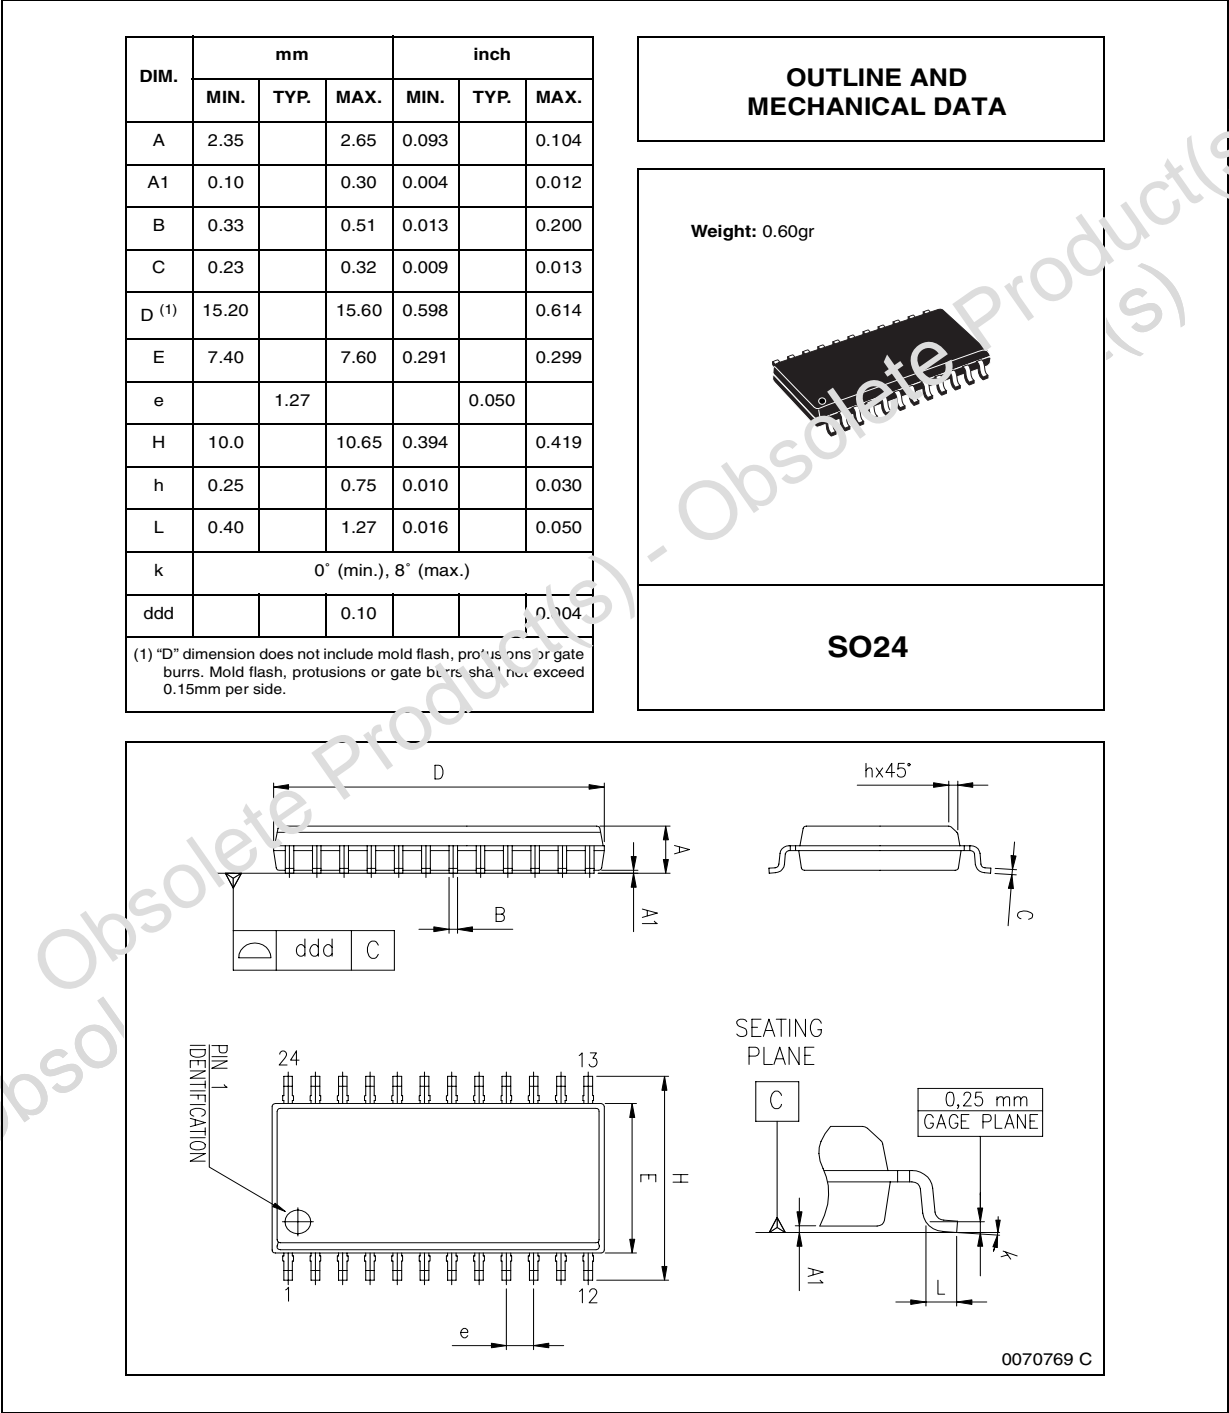 DIM. mm inch
MIN. TYP. MAX. MIN. TYP. MAX.
A 2.35 2.65 0.093 0.104
A1 0.10 0.30 0.004 0.012
B 0.33 0.51 0.013 0.200
C 0.23 0.32 0.009 0.013
D (1) 15.20 15.60 0.598 0.614
E 7.40 7.60 0.291 0.299
e 1.27 0.050
H 10.0 10.65 0.394 0.419
h 0.25 0.75 0.010 0.030
L 0.40 1.27 0.016 0.050
k 0˚ (min.), 8˚ (max.)
ddd 0.10 0.004
(1) “D” dimension does not include mold flash, protusions or gate
burrs. Mold flash, protusions or gate burrs shall not exceed
0.15mm per side.
OUTLINE AND
MECHANICAL DATA
Weight: 0.60gr
SO24
D
hx45°
A
A1
B
C
ddd C
SEATING
PLANE
C
0,25 mm
GAGE PLANE
PIN 1
IDENTIFICATION
24
13
E
H
1
12
e
A1
L
k
0070769 C
Obsolete Product(s) - Obsolete Product(s)